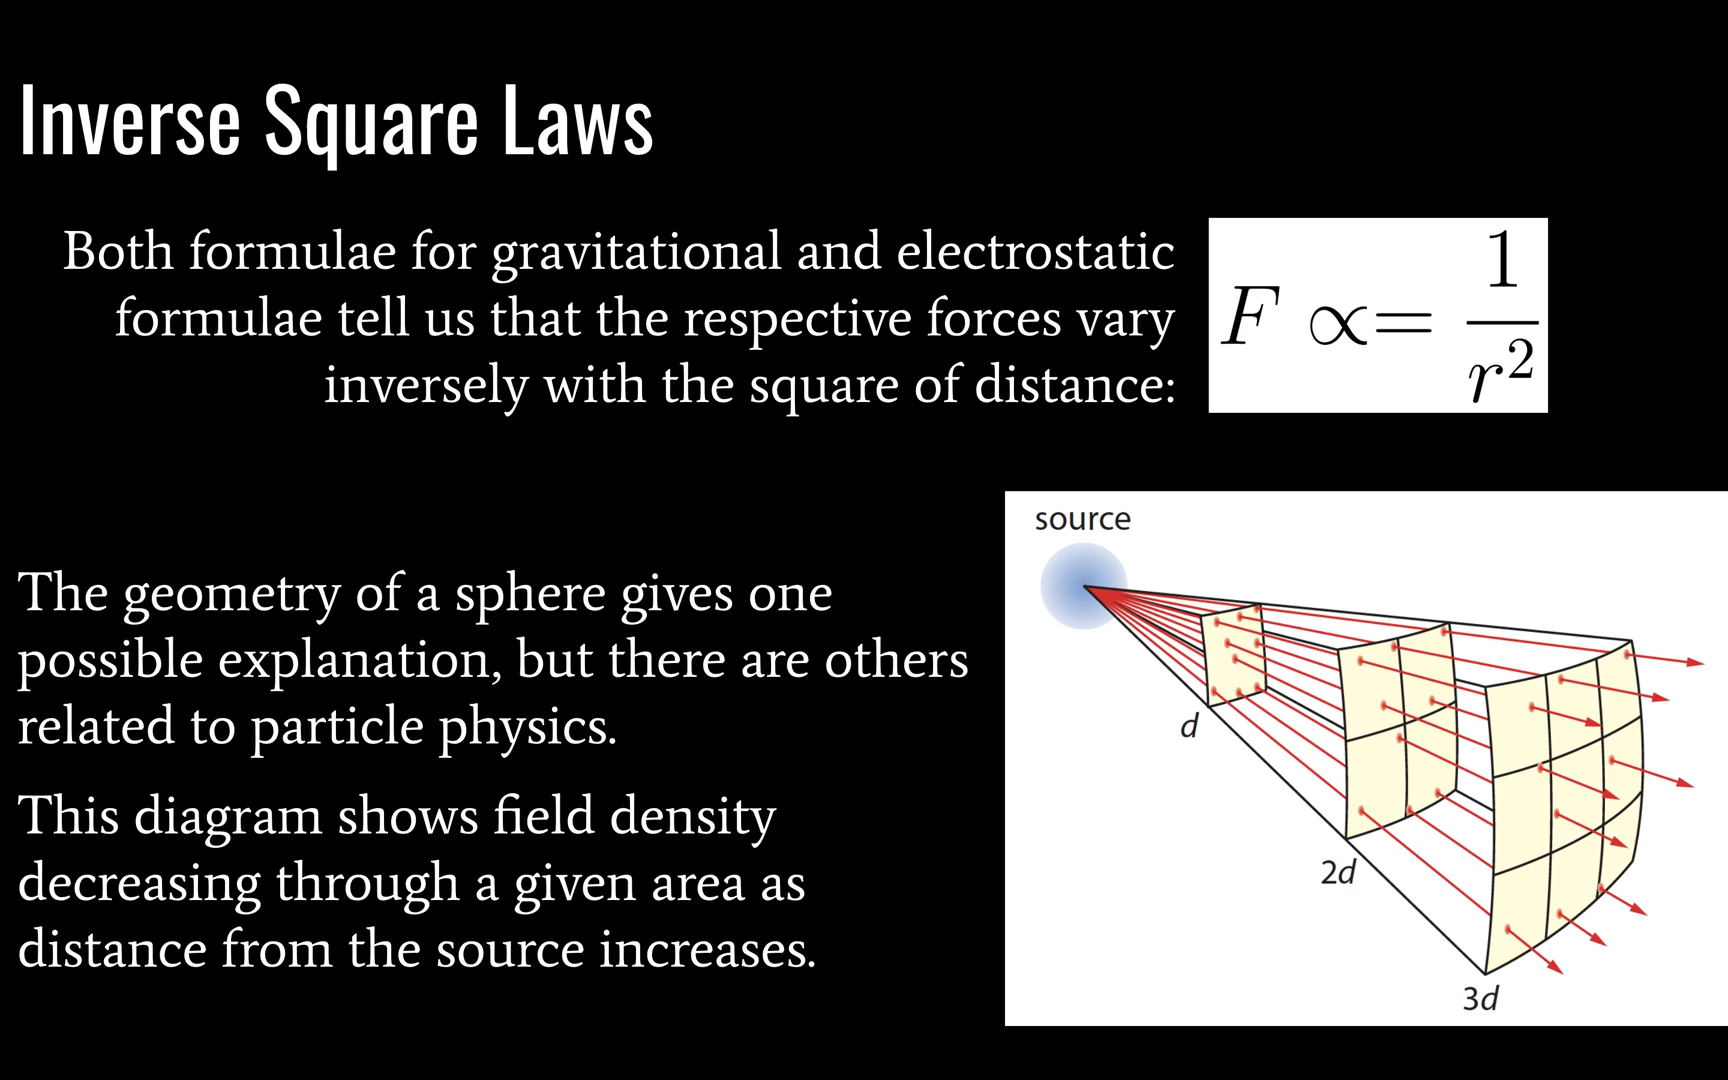 Inverse Square Laws
Both formulae for gravitational and electrostatic
formulae tell us that the respective forces vary
inversely with the square of distance:
F ∝= 1/r²
The geometry of a sphere gives one
possible explanation, but there are others
related to particle physics.
This diagram shows field density
decreasing through a given area as
distance from the source increases.
source
d
2d
3d